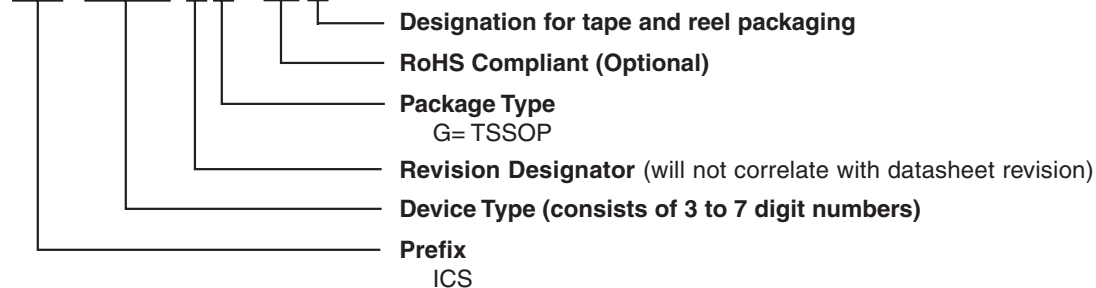 Designation for tape and reel packaging
RoHS Compliant (Optional)
Package Type
G= TSSOP
Revision Designator (will not correlate with datasheet revision)
Device Type (consists of 3 to 7 digit numbers)
Prefix
ICS